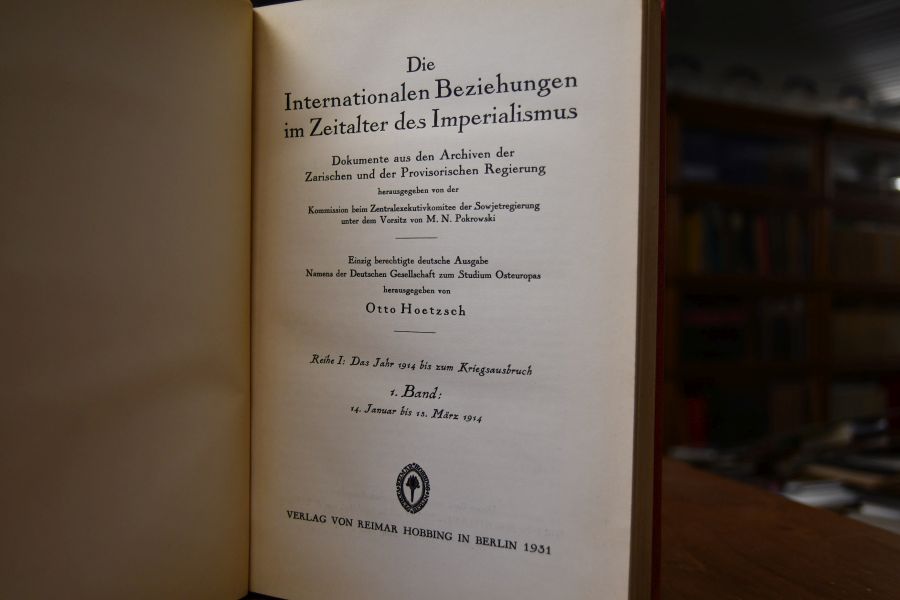 Die
Internationalen Beziehungen
im Zeitalter des Imperialismus
Dokumente aus den Archiven der
Zarischen und der Provisorischen Regierung
herausgegeben von der
Kommission beim Zentralexekutivkomitee der Sowjetregierung
unter dem Vorsitz von M. N. Pokrowski
Einzig berechtigte deutsche Ausgabe
Namens der Deutschen Gesellschaft zum Studium Osteuropas
herausgegeben von
Otto Hoetzsch
Reihe I: Das Jahr 1914 bis zum Kriegsausbruch
1. Band:
14. Januar bis 13. März 1914
VERLAG VON REIMAR HOBBING IN BERLIN 1931